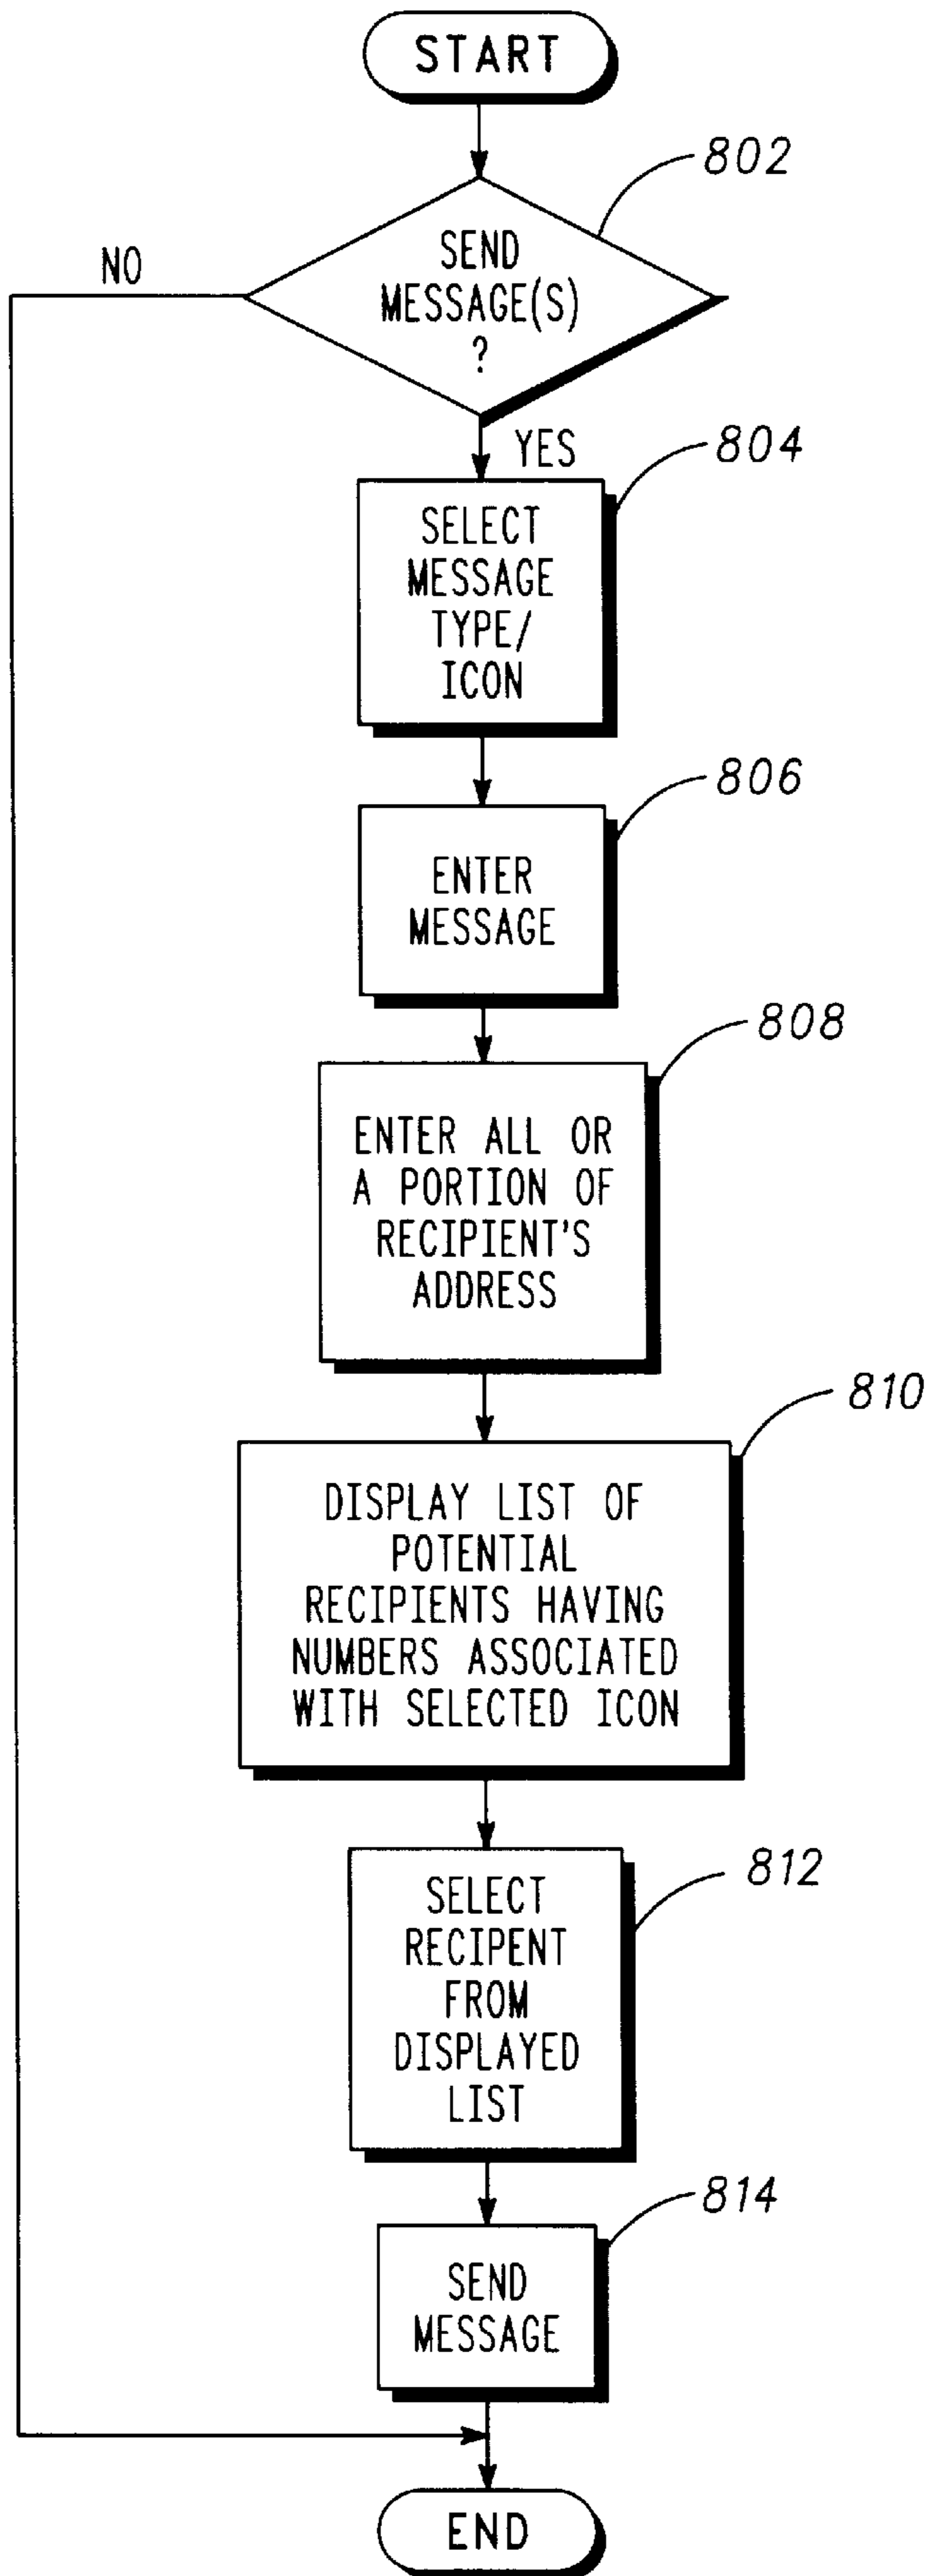 START
802
NO
SEND
MESSAGE(S)
?
YES
804
SELECT
MESSAGE
TYPE/
ICON
806
ENTER
MESSAGE
808
ENTER ALL OR
A PORTION OF
RECIPIENT'S
ADDRESS
810
DISPLAY LIST OF
POTENTIAL
RECIPIENTS HAVING
NUMBERS ASSOCIATED
WITH SELECTED ICON
812
SELECT
RECIPENT
FROM
DISPLAYED
LIST
814
SEND
MESSAGE
END